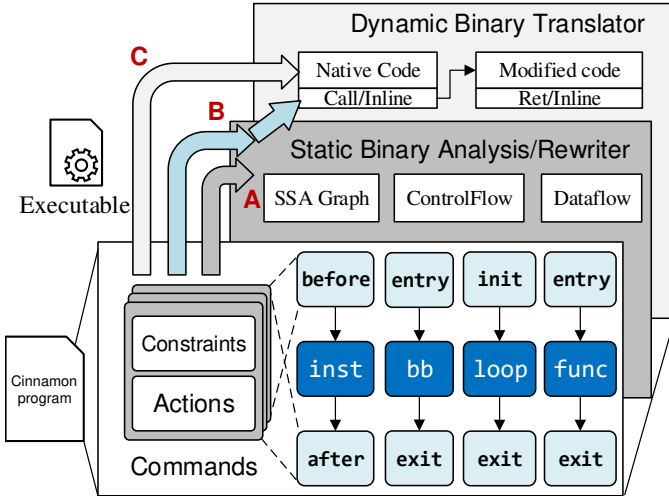 Dynamic Binary Translator
C
Native Code
Call/Inline
Modified code
Ret/Inline
B
Executable
Static Binary Analysis/Rewriter
A
SSA Graph
ControlFlow
Dataflow
before
entry
init
entry
Constraints
Actions
inst
bb
loop
func
Cinnamon
program
after
exit
exit
exit
Commands